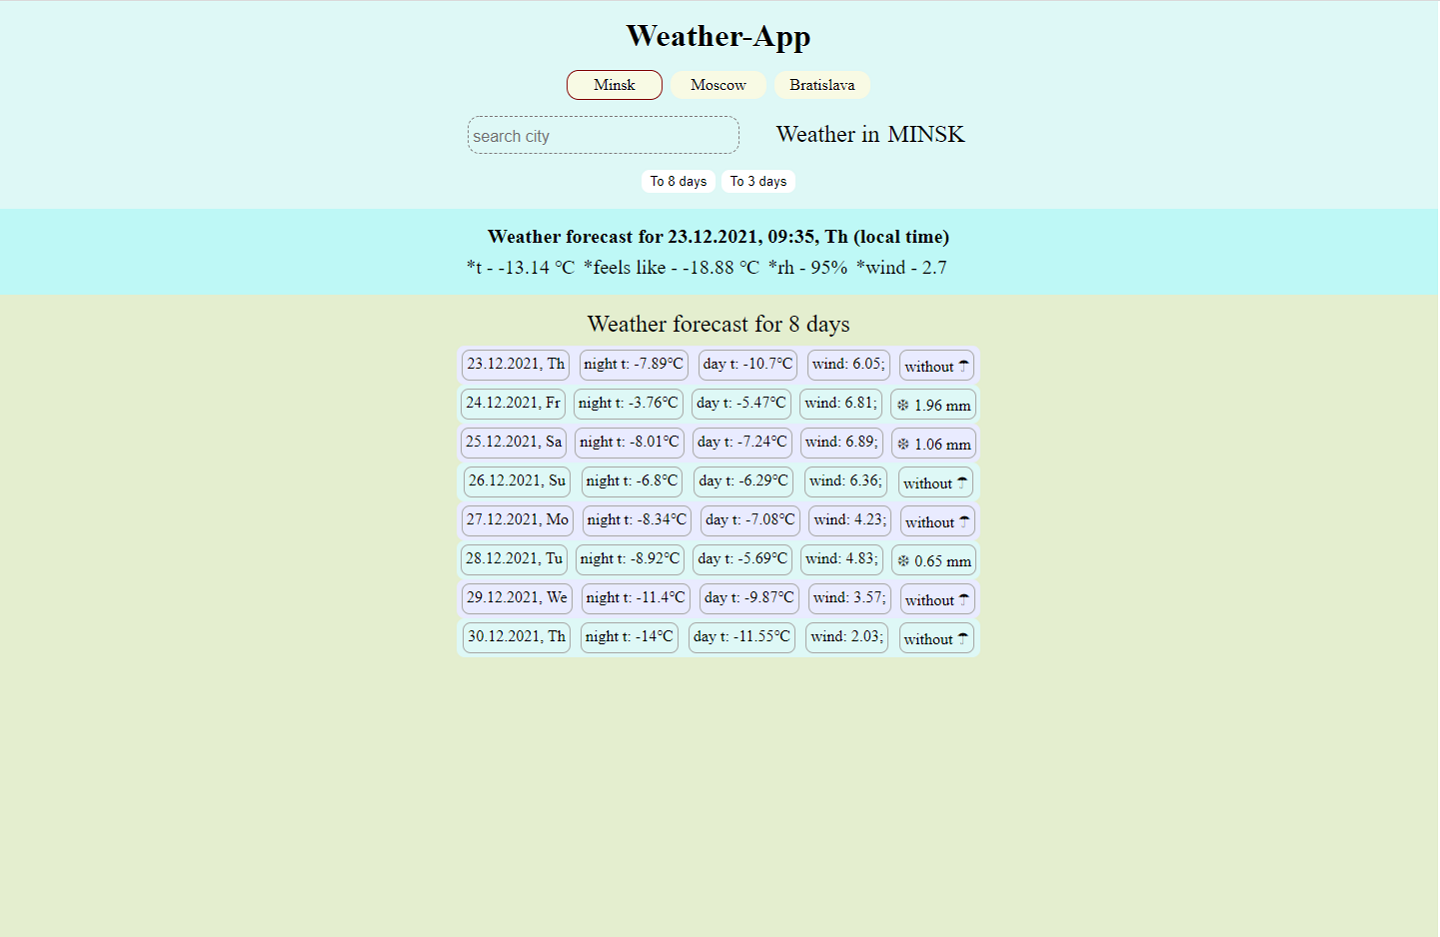 Weather-App
Minsk Moscow Bratislava
search city Weather in MINSK
To 8 days To 3 days
Weather forecast for 23.12.2021, 09:35, Th (local time)
*t - -13.14 °C *feels like - -18.88 °C *rh - 95% *wind - 2.7
Weather forecast for 8 days
23.12.2021, Th night t: -7.89°C day t: -10.7°C wind: 6.05; without ☂
24.12.2021, Fr night t: -3.76°C day t: -5.47°C wind: 6.81; ❄ 1.96 mm
25.12.2021, Sa night t: -8.01°C day t: -7.24°C wind: 6.89; ❄ 1.06 mm
26.12.2021, Su night t: -6.8°C day t: -6.29°C wind: 6.36; without ☂
27.12.2021, Mo night t: -8.34°C day t: -7.08°C wind: 4.23; without ☂
28.12.2021, Tu night t: -8.92°C day t: -5.69°C wind: 4.83; ❄ 0.65 mm
29.12.2021, We night t: -11.4°C day t: -9.87°C wind: 3.57; without ☂
30.12.2021, Th night t: -14°C day t: -11.55°C wind: 2.03; without ☂